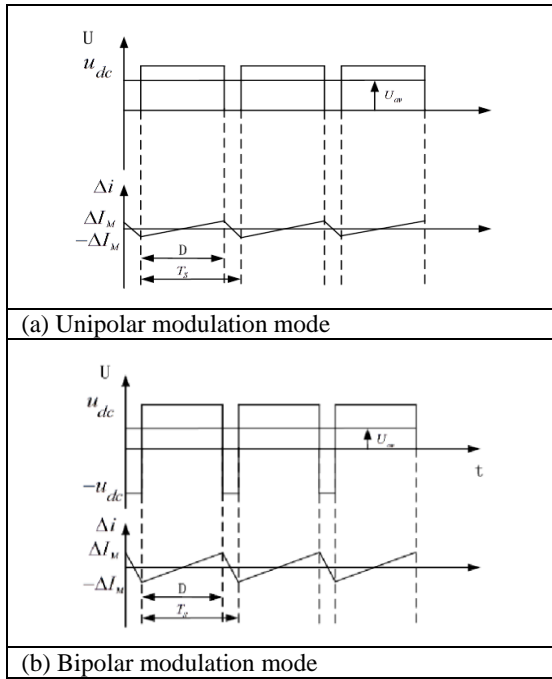 U
u_dc
U_av
Δi
ΔI_M
−ΔI_M
D
T_S
(a) Unipolar modulation mode
U
u_dc
U_av
t
−u_dc
Δi
ΔI_M
−ΔI_M
D
T_S
(b) Bipolar modulation mode